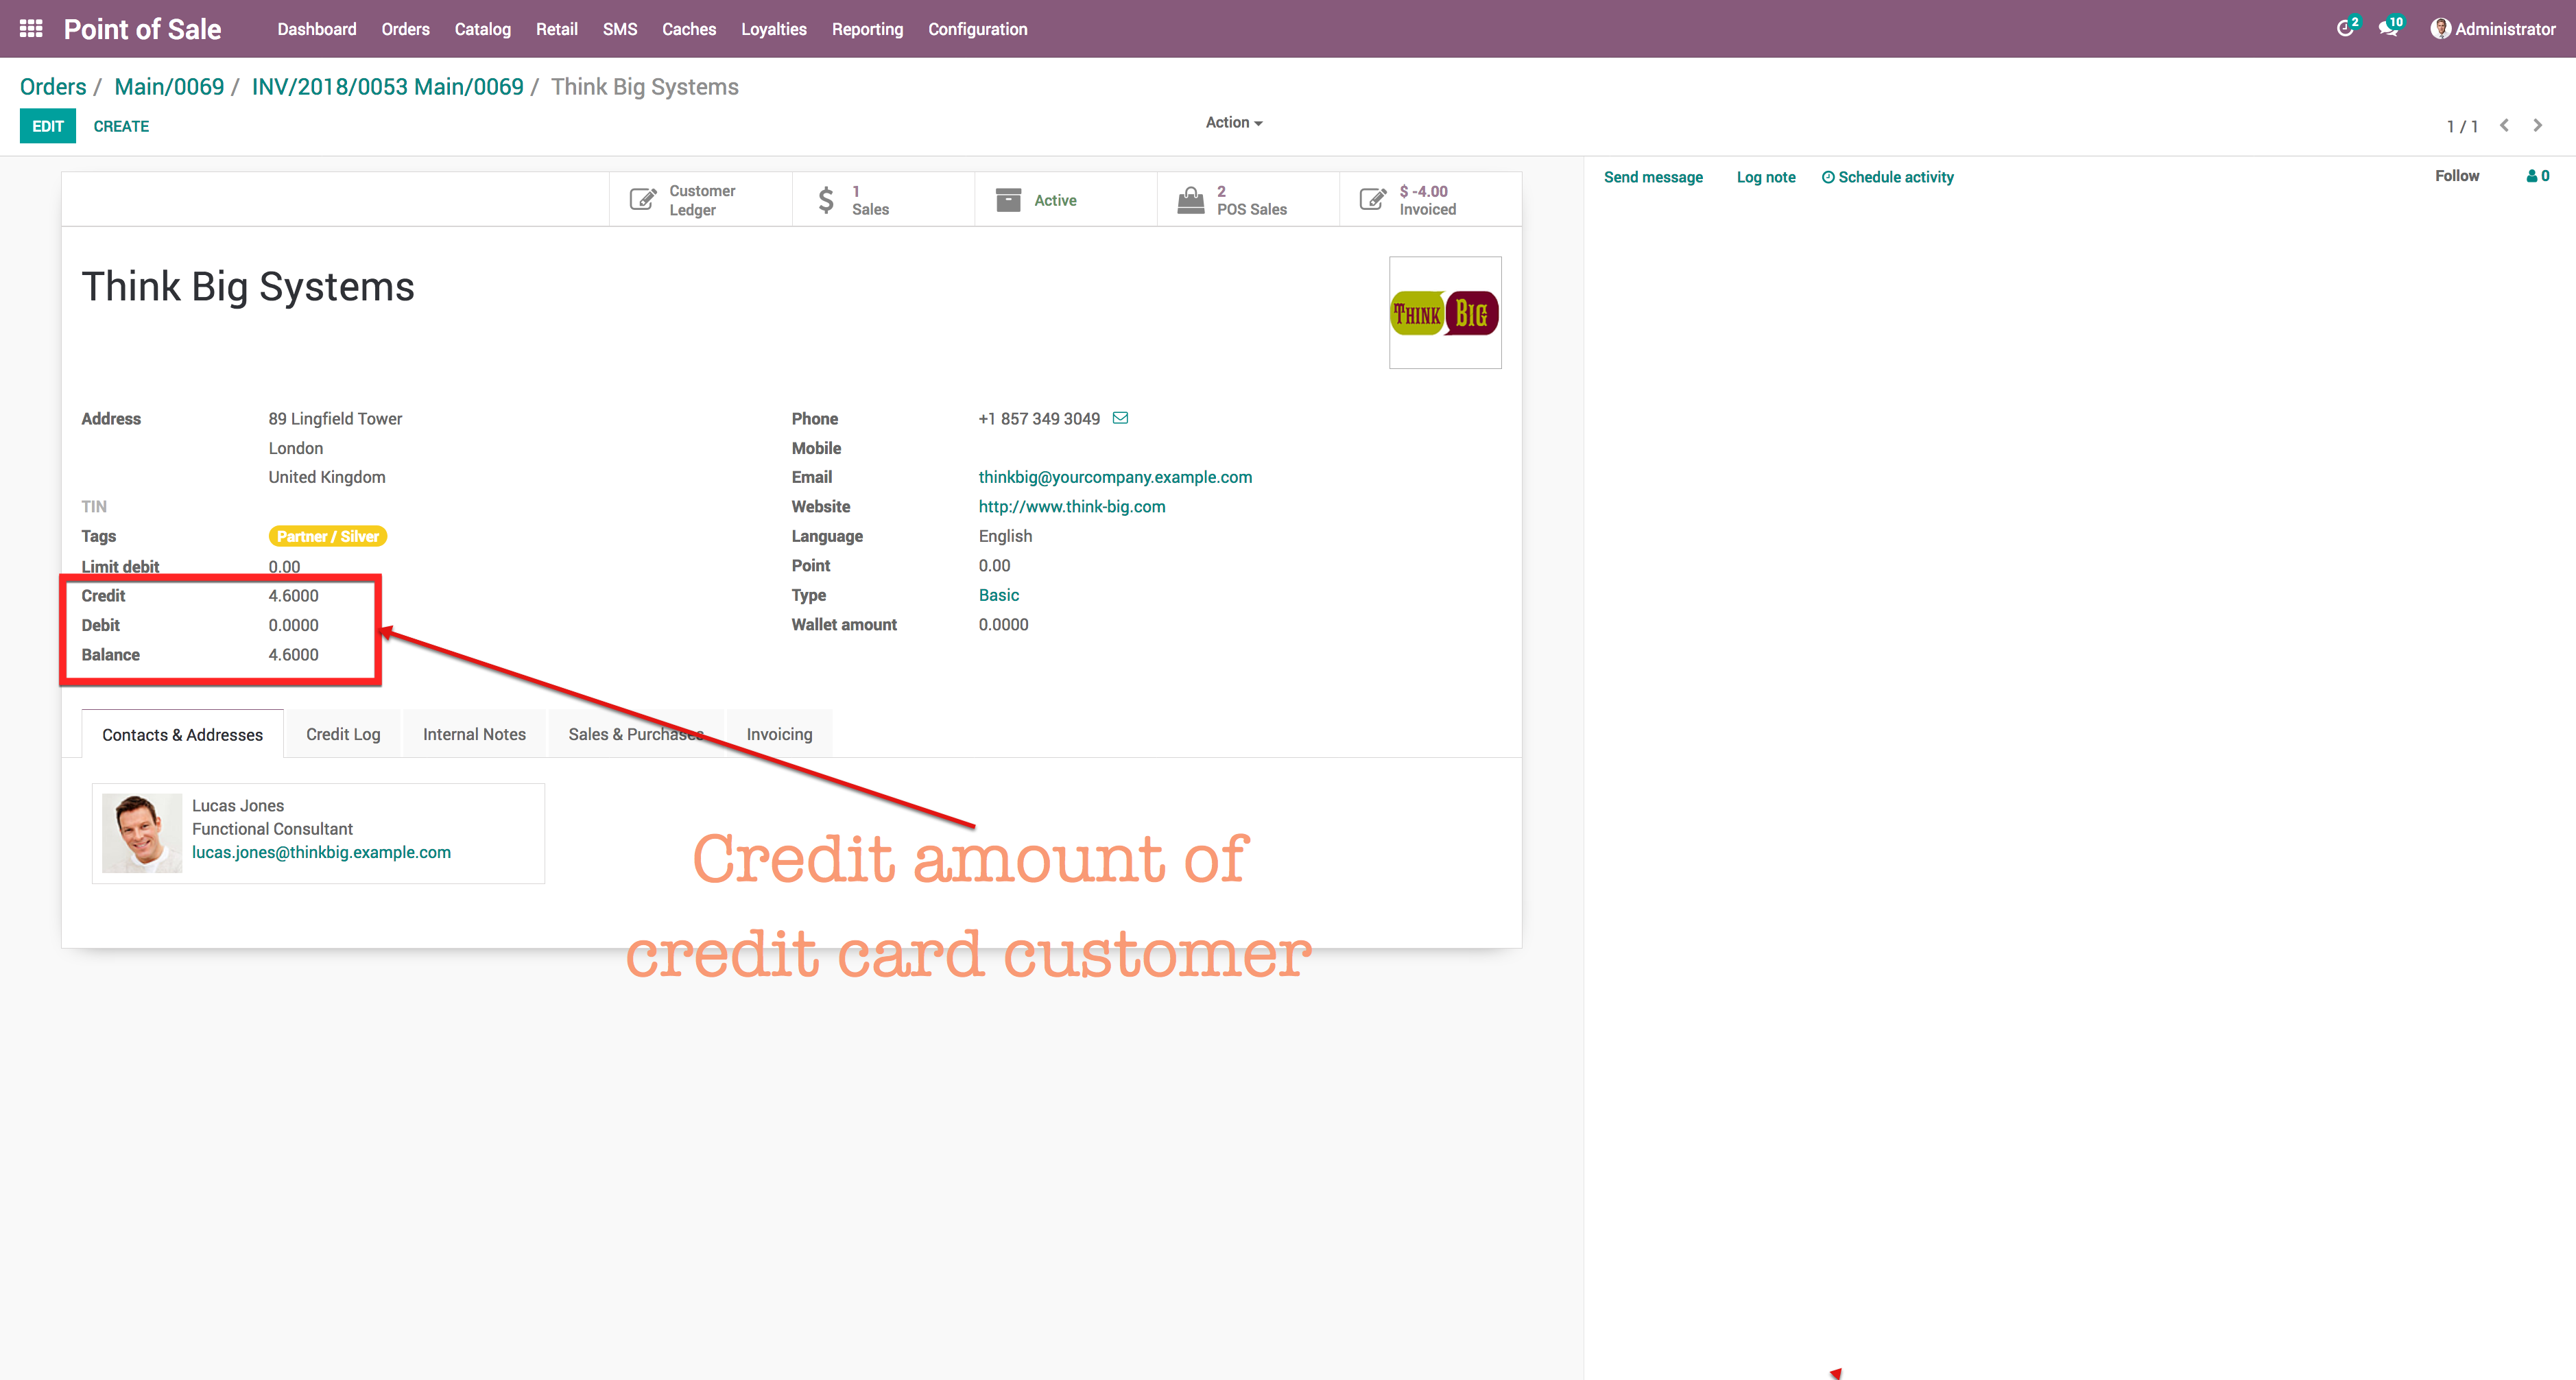 Point of Sale Dashboard Orders Catalog Retail SMS Caches Loyalties Reporting Configuration 2 10 Administrator
Orders / Main/0069 / INV/2018/0053 Main/0069 / Think Big Systems
EDIT CREATE Action 1 / 1
Send message Log note Schedule activity Follow 0
Customer
Ledger
1
Sales
Active
2
POS Sales
$ -4.00
Invoiced
Think Big Systems
THINK BIG
Address 89 Lingfield Tower
London
United Kingdom
TIN
Tags Partner / Silver
Limit debit 0.00
Credit 4.6000
Debit 0.0000
Balance 4.6000
Phone +1 857 349 3049
Mobile
Email thinkbig@yourcompany.example.com
Website http://www.think-big.com
Language English
Point 0.00
Type Basic
Wallet amount 0.0000
Contacts & Addresses Credit Log Internal Notes Sales & Purchases Invoicing
Lucas Jones
Functional Consultant
lucas.jones@thinkbig.example.com
Credit amount of
credit card customer